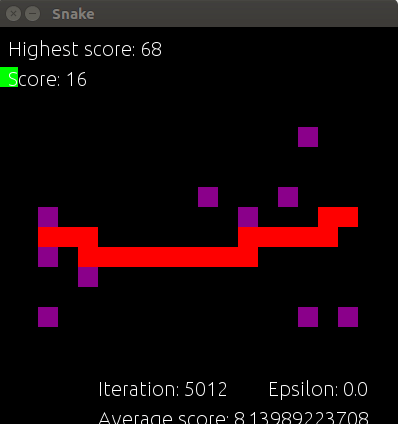 Snake
Highest score: 68
Score: 16
Iteration: 5012 Epsilon: 0.0
Average score: 8.13989223708